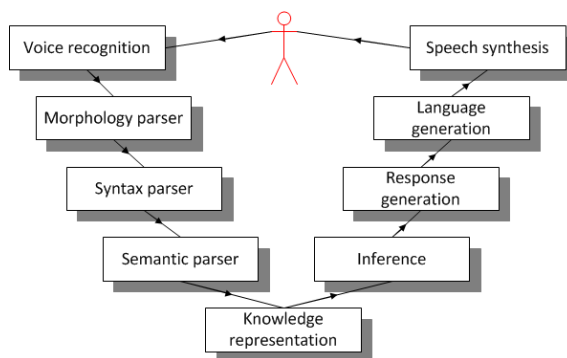 Voice recognition
Speech synthesis
Morphology parser
Language
generation
Syntax parser
Response
generation
Semantic parser
Inference
Knowledge
representation